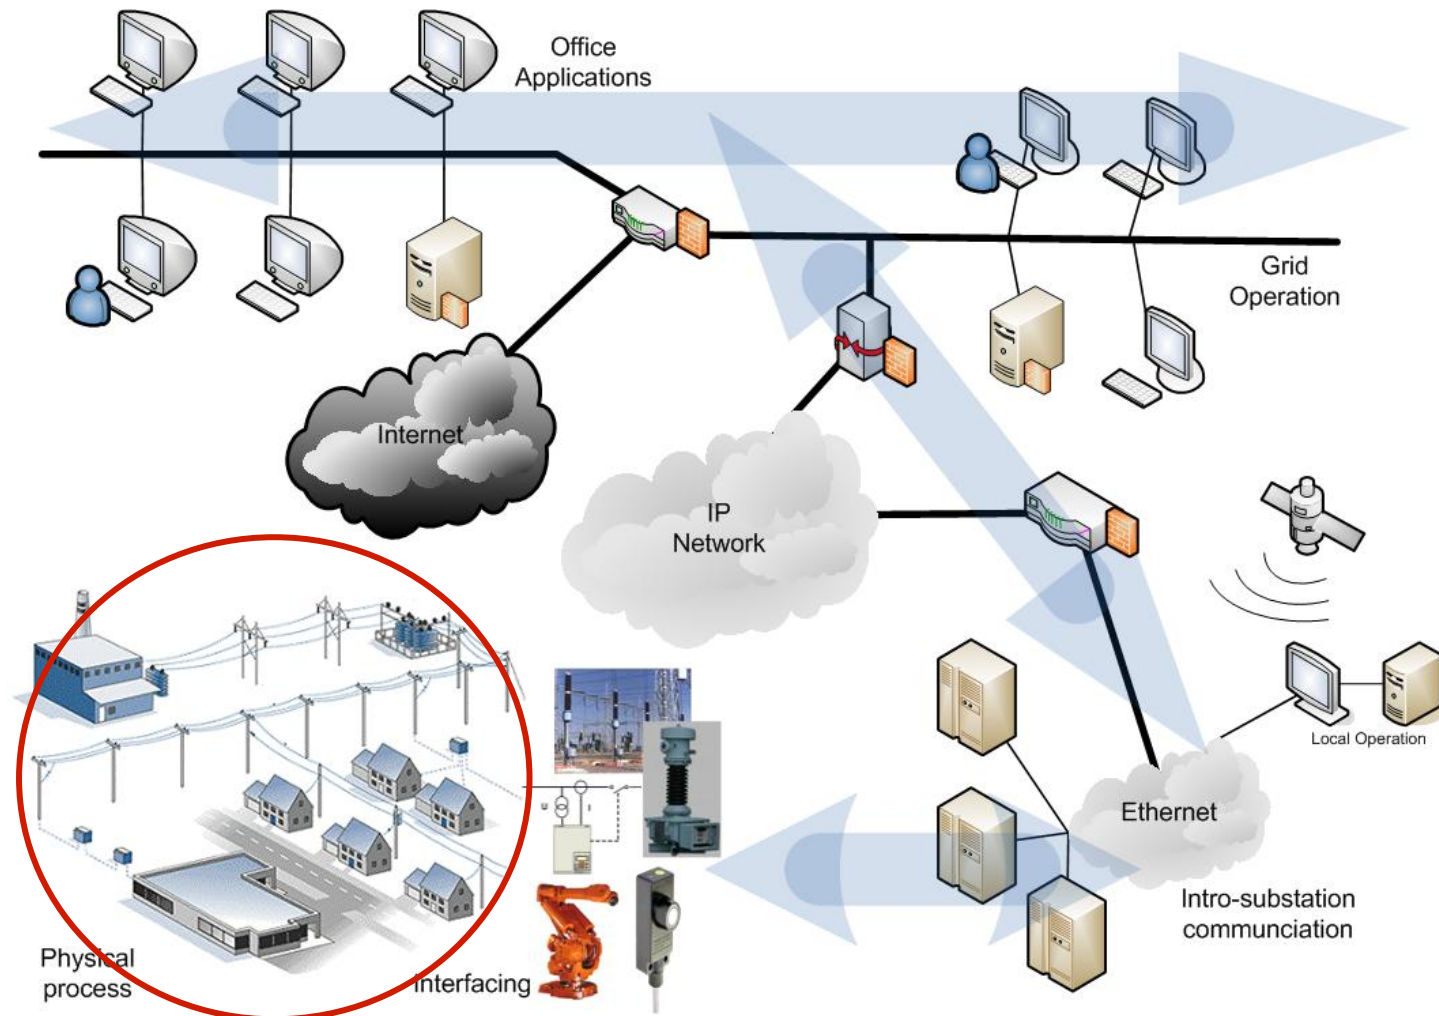 Office
Applications
Grid
Operation
Internet
IP
Network
Local Operation
Ethernet
Intro-substation
communciation
U
I
Physical
process
Interfacing